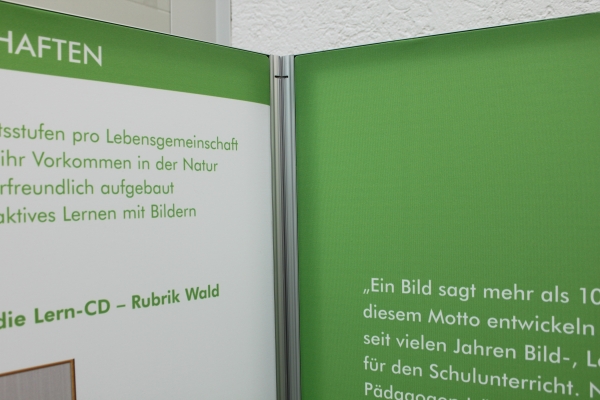 HAFTEN
tsstufen pro Lebensgemeinschaft
ihr Vorkommen in der Natur
rfreundlich aufgebaut
aktives Lernen mit Bildern
die Lern-CD – Rubrik Wald
„Ein Bild sagt mehr als 10
diesem Motto entwickeln
seit vielen Jahren Bild-, L
für den Schulunterricht. N
Pädagogen